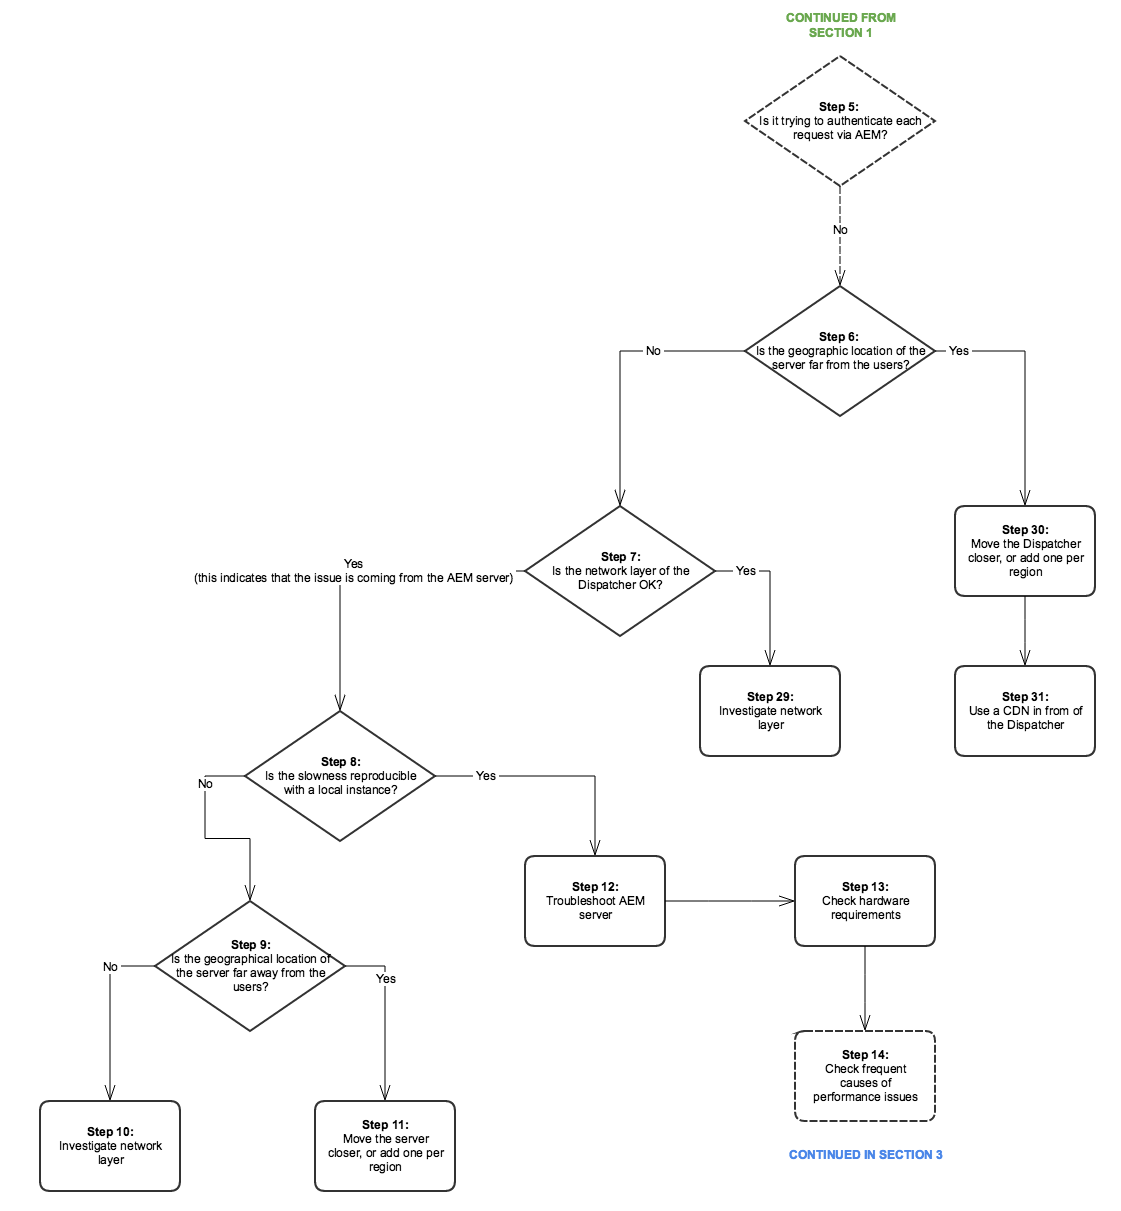 CONTINUED FROM
SECTION 1
Step 5:
Is it trying to authenticate each
request via AEM?
No
Step 6:
Is the geographic location of the
server far from the users?
No
Yes
Step 30:
Move the Dispatcher
closer, or add one per
region
Step 7:
Is the network layer of the
Dispatcher OK?
Yes
(this indicates that the issue is coming from the AEM server)
Yes
Step 29:
Investigate network
layer
Step 31:
Use a CDN in from of
the Dispatcher
Step 8:
Is the slowness reproducible
with a local instance?
No
Yes
Step 12:
Troubleshoot AEM
server
Step 13:
Check hardware
requirements
Step 9:
Is the geographical location of
the server far away from the
users?
No
Yes
Step 14:
Check frequent
causes of
performance issues
Step 10:
Investigate network
layer
Step 11:
Move the server
closer, or add one per
region
CONTINUED IN SECTION 3